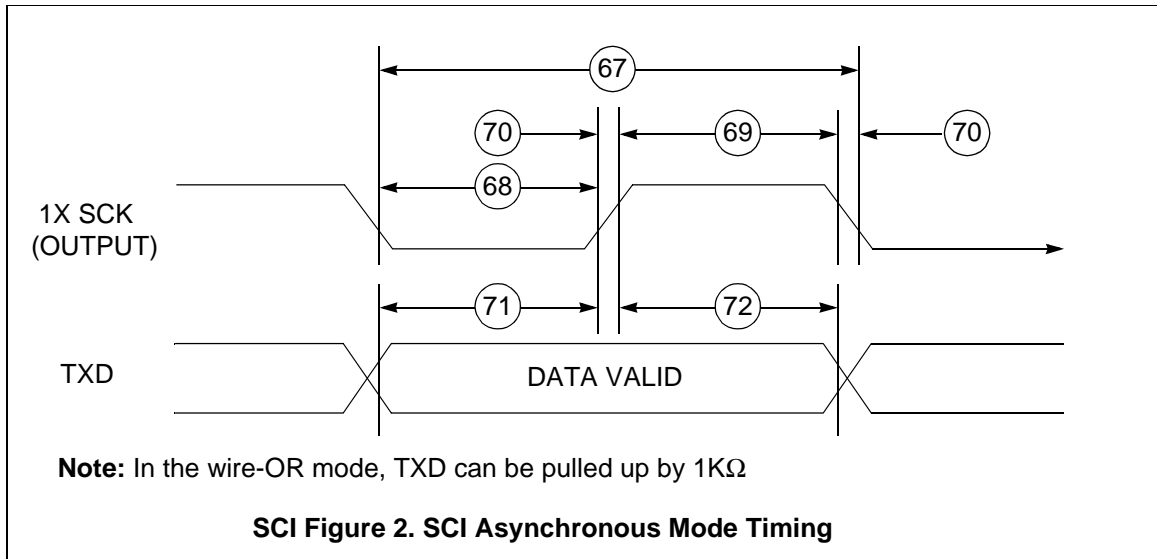 67
70
69
70
68
1X SCK
(OUTPUT)
71
72
TXD
DATA VALID
Note: In the wire-OR mode, TXD can be pulled up by 1KΩ
SCI Figure 2. SCI Asynchronous Mode Timing